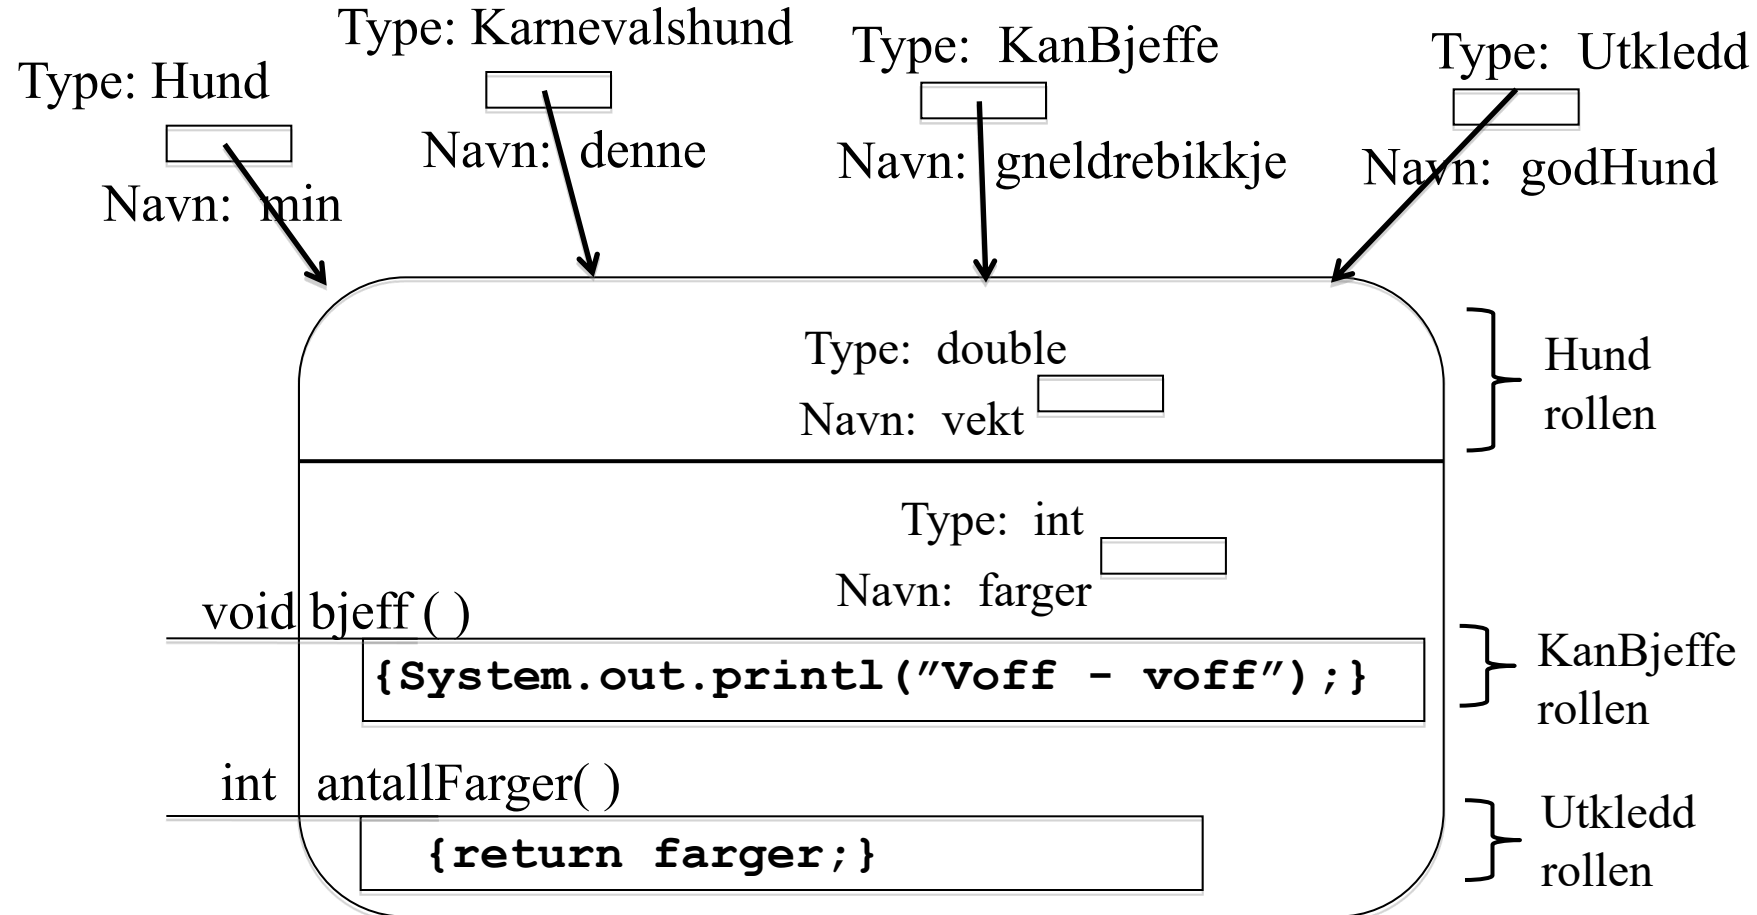 Type: Hund
Navn: min
Type: Karnevalshund
Navn: denne
Type: KanBjeffe
Navn: gneldrebikkje
Type: Utkledd
Navn: godHund
Type: double
Navn: vekt
Hund
rollen
Type: int
Navn: farger
void bjeff ( )
{System.out.printl(”Voff - voff”);}
KanBjeffe
rollen
int antallFarger( )
{return farger;}
Utkledd
rollen